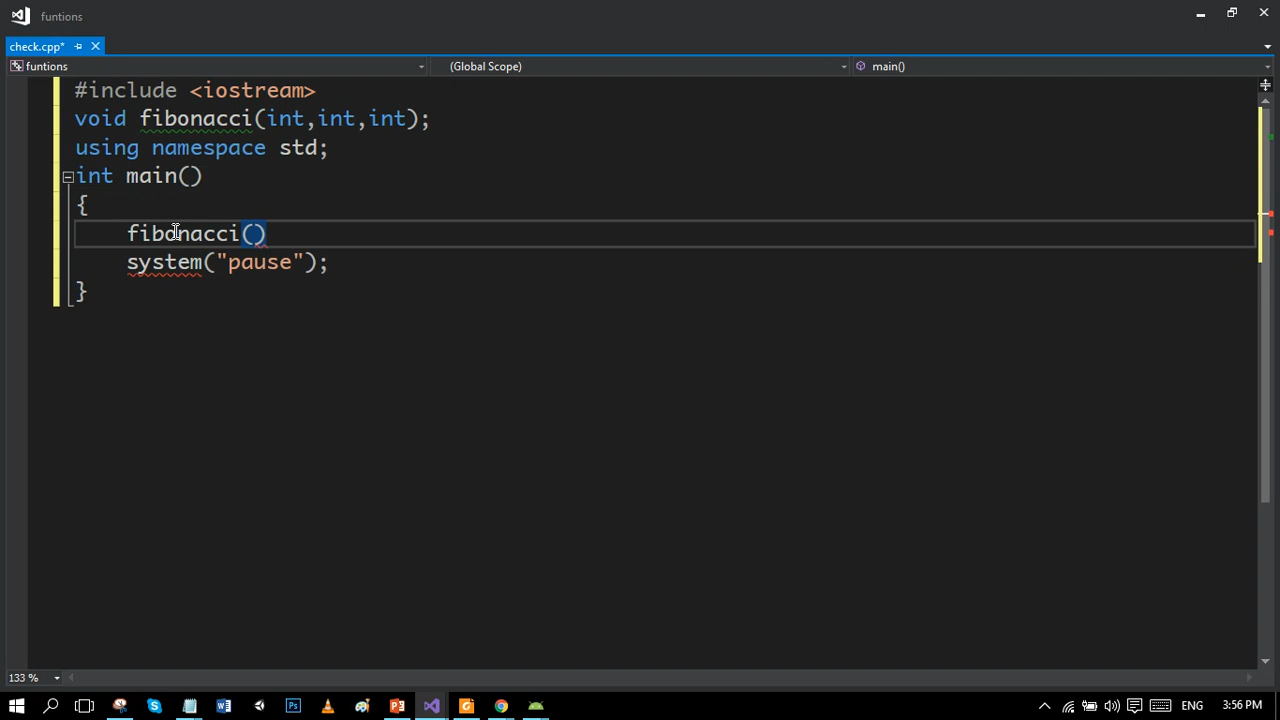 funtions
check.cpp*
funtions (Global Scope) main()
#include <iostream>
void fibonacci(int,int,int);
using namespace std;
int main()
{
fibonacci()
system("pause");
}
133 %
ENG 3:56 PM